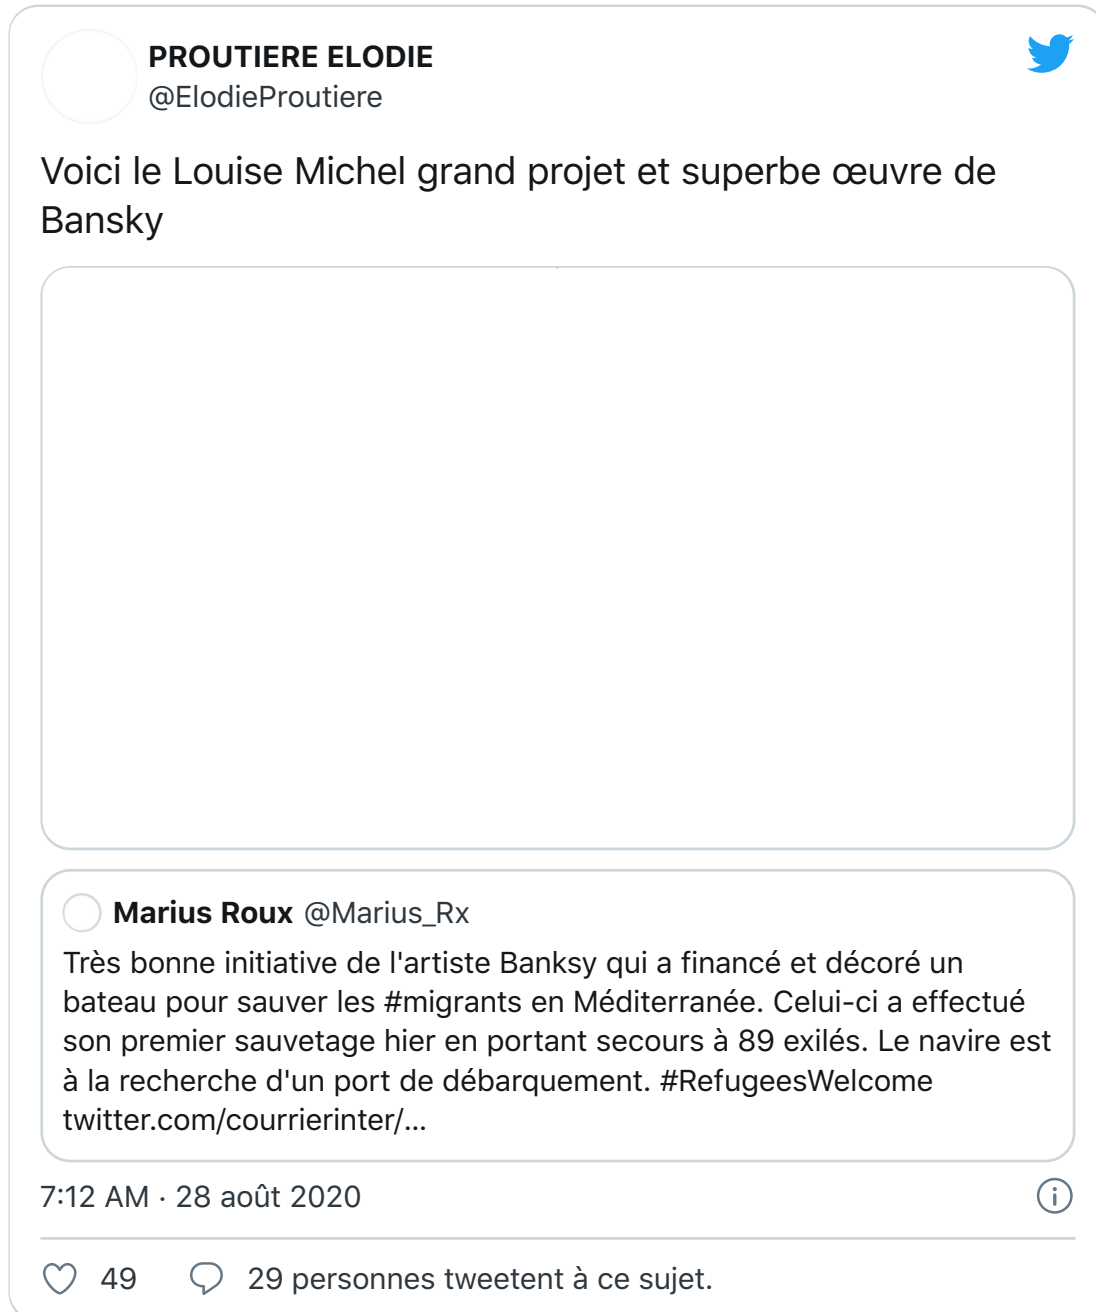 PROUTIERE ELODIE
@ElodieProutiere
Voici le Louise Michel grand projet et superbe œuvre de
Bansky
Marius Roux @Marius_Rx
Très bonne initiative de l'artiste Banksy qui a financé et décoré un
bateau pour sauver les #migrants en Méditerranée. Celui-ci a effectué
son premier sauvetage hier en portant secours à 89 exilés. Le navire est
à la recherche d'un port de débarquement. #RefugeesWelcome
twitter.com/courrierinter/...
7:12 AM · 28 août 2020
49 29 personnes tweetent à ce sujet.